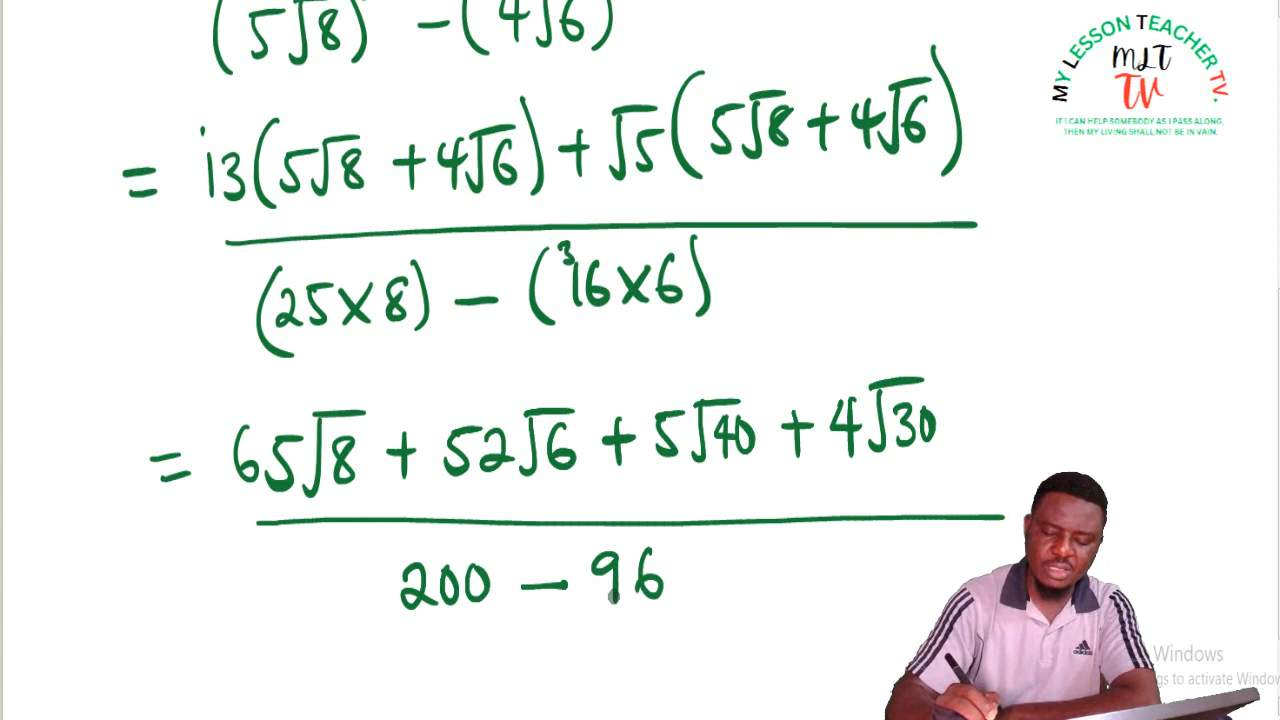 (5√8) - (4√6)
MY LESSON TEACHER TV.
MLT
TV
IF I CAN HELP SOMEBODY AS I PASS ALONG,
THEN MY LIVING SHALL NOT BE IN VAIN.
= 13(5√8 + 4√6) + √5(5√8 + 4√6)
(25×8) - (³16×6)
= 65√8 + 52√6 + 5√40 + 4√30
200 - 96
adidas
Windows
gs to activate Window